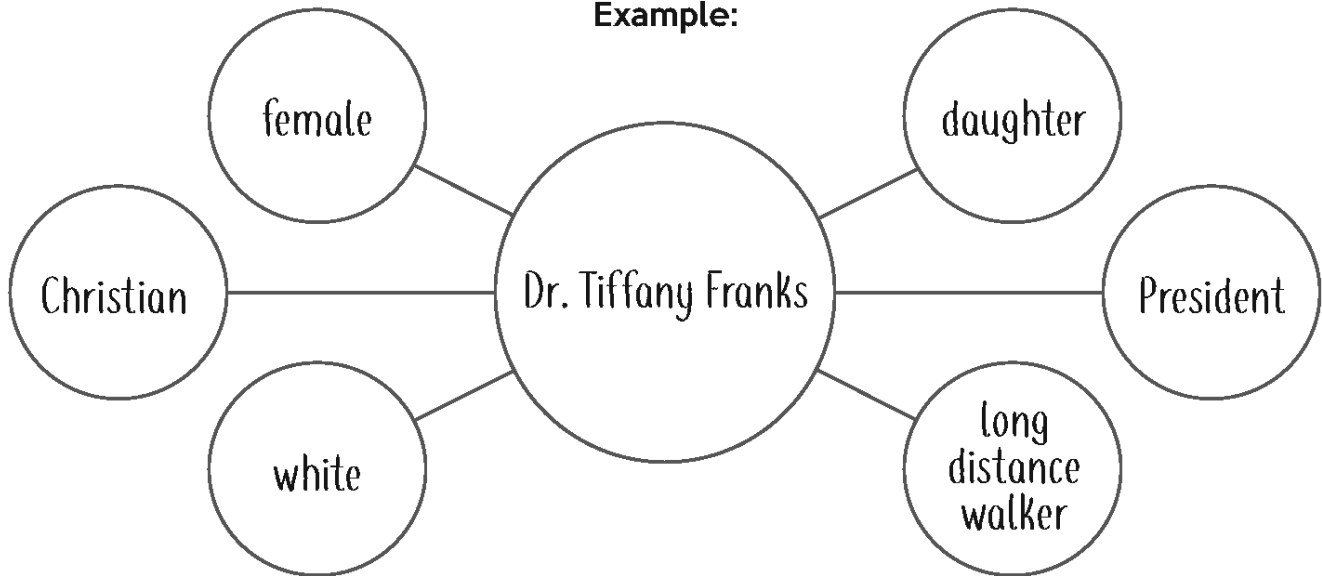 Example:
female
daughter
Christian
Dr. Tiffany Franks
President
white
long
distance
walker